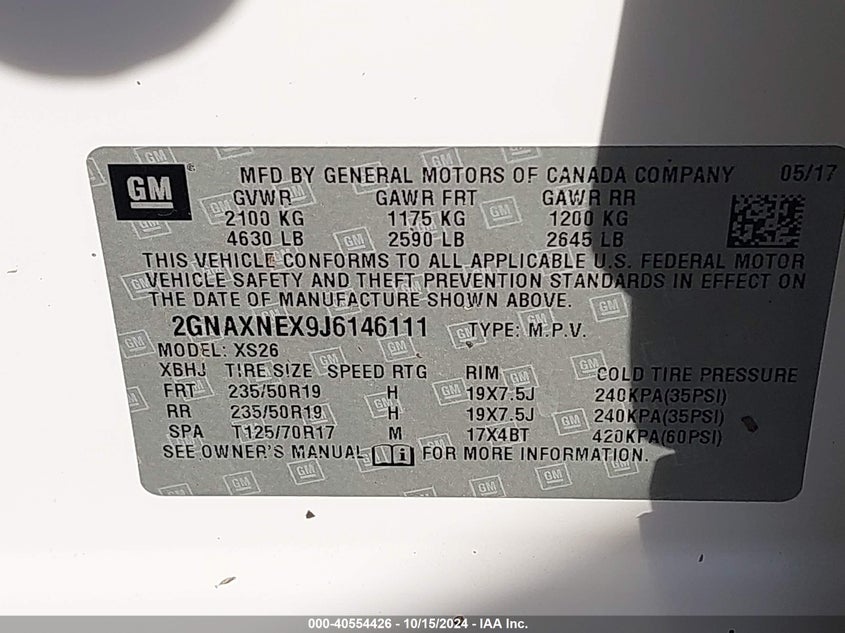 GM ® MFD BY GENERAL MOTORS OF CANADA COMPANY 05/17
GVWR GAWR FRT GAWR RR
2100 KG 1175 KG 1200 KG
4630 LB 2590 LB 2645 LB
THIS VEHICLE CONFORMS TO ALL APPLICABLE U.S. FEDERAL MOTOR
VEHICLE SAFETY AND THEFT PREVENTION STANDARDS IN EFFECT ON
THE DATE OF MANUFACTURE SHOWN ABOVE.
2GNAXNEX9J6146111 TYPE: M.P.V.
MODEL: XS26
XBHJ TIRE SIZE SPEED RTG RIM COLD TIRE PRESSURE
FRT 235/50R19 H 19X7.5J 240KPA(35PSI)
RR 235/50R19 H 19X7.5J 240KPA(35PSI)
SPA T125/70R17 M 17X4BT 420KPA(60PSI)
SEE OWNER'S MANUAL FOR MORE INFORMATION.
000-40554426 - 10/15/2024 - IAA Inc.